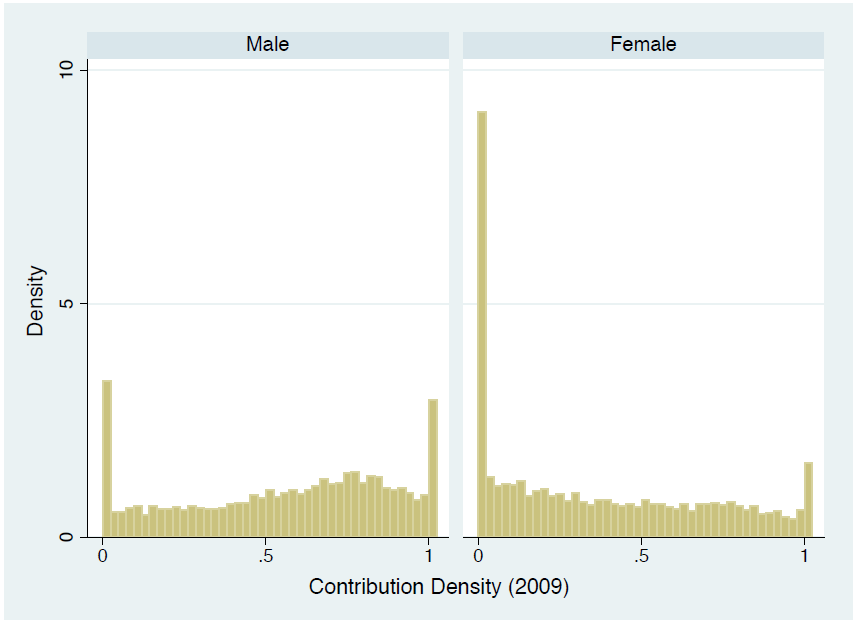 Male Female
10
5
0
Density
0 .5 1 0 .5 1
Contribution Density (2009)